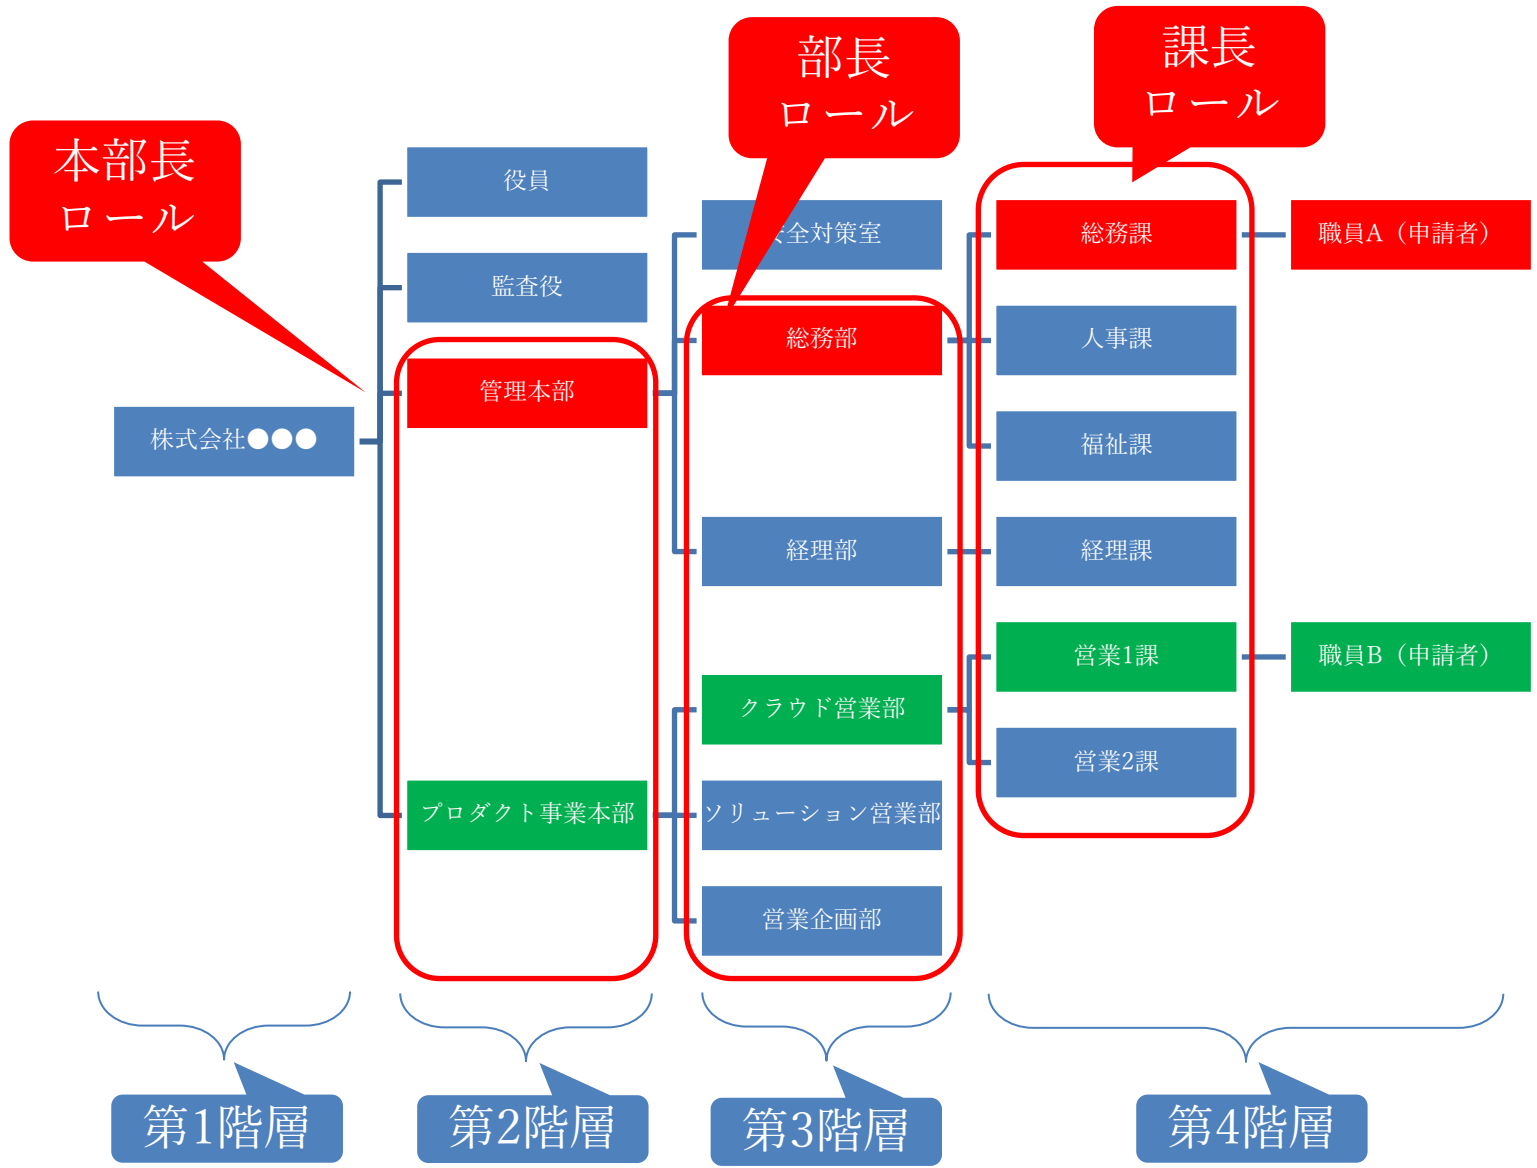 本部長
ロール
部長
ロール
課長
ロール
株式会社●●●
役員
監査役
管理本部
プロダクト事業本部
全対策室
総務部
経理部
クラウド営業部
ソリューション営業部
営業企画部
総務課
人事課
福祉課
経理課
営業1課
営業2課
職員A（申請者）
職員B（申請者）
第1階層
第2階層
第3階層
第4階層